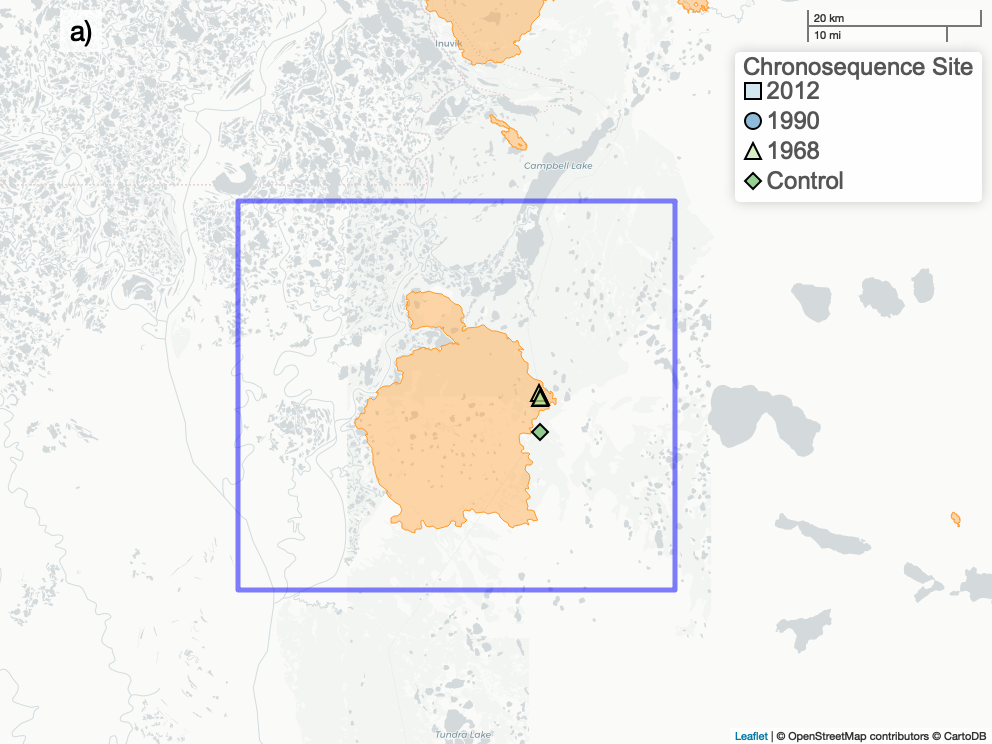 a)
20 km
10 mi
Inuvik
Chronosequence Site
2012
1990
1968
Control
Campbell Lake
Tundra Lake
Leaflet | © OpenStreetMap contributors © CartoDB